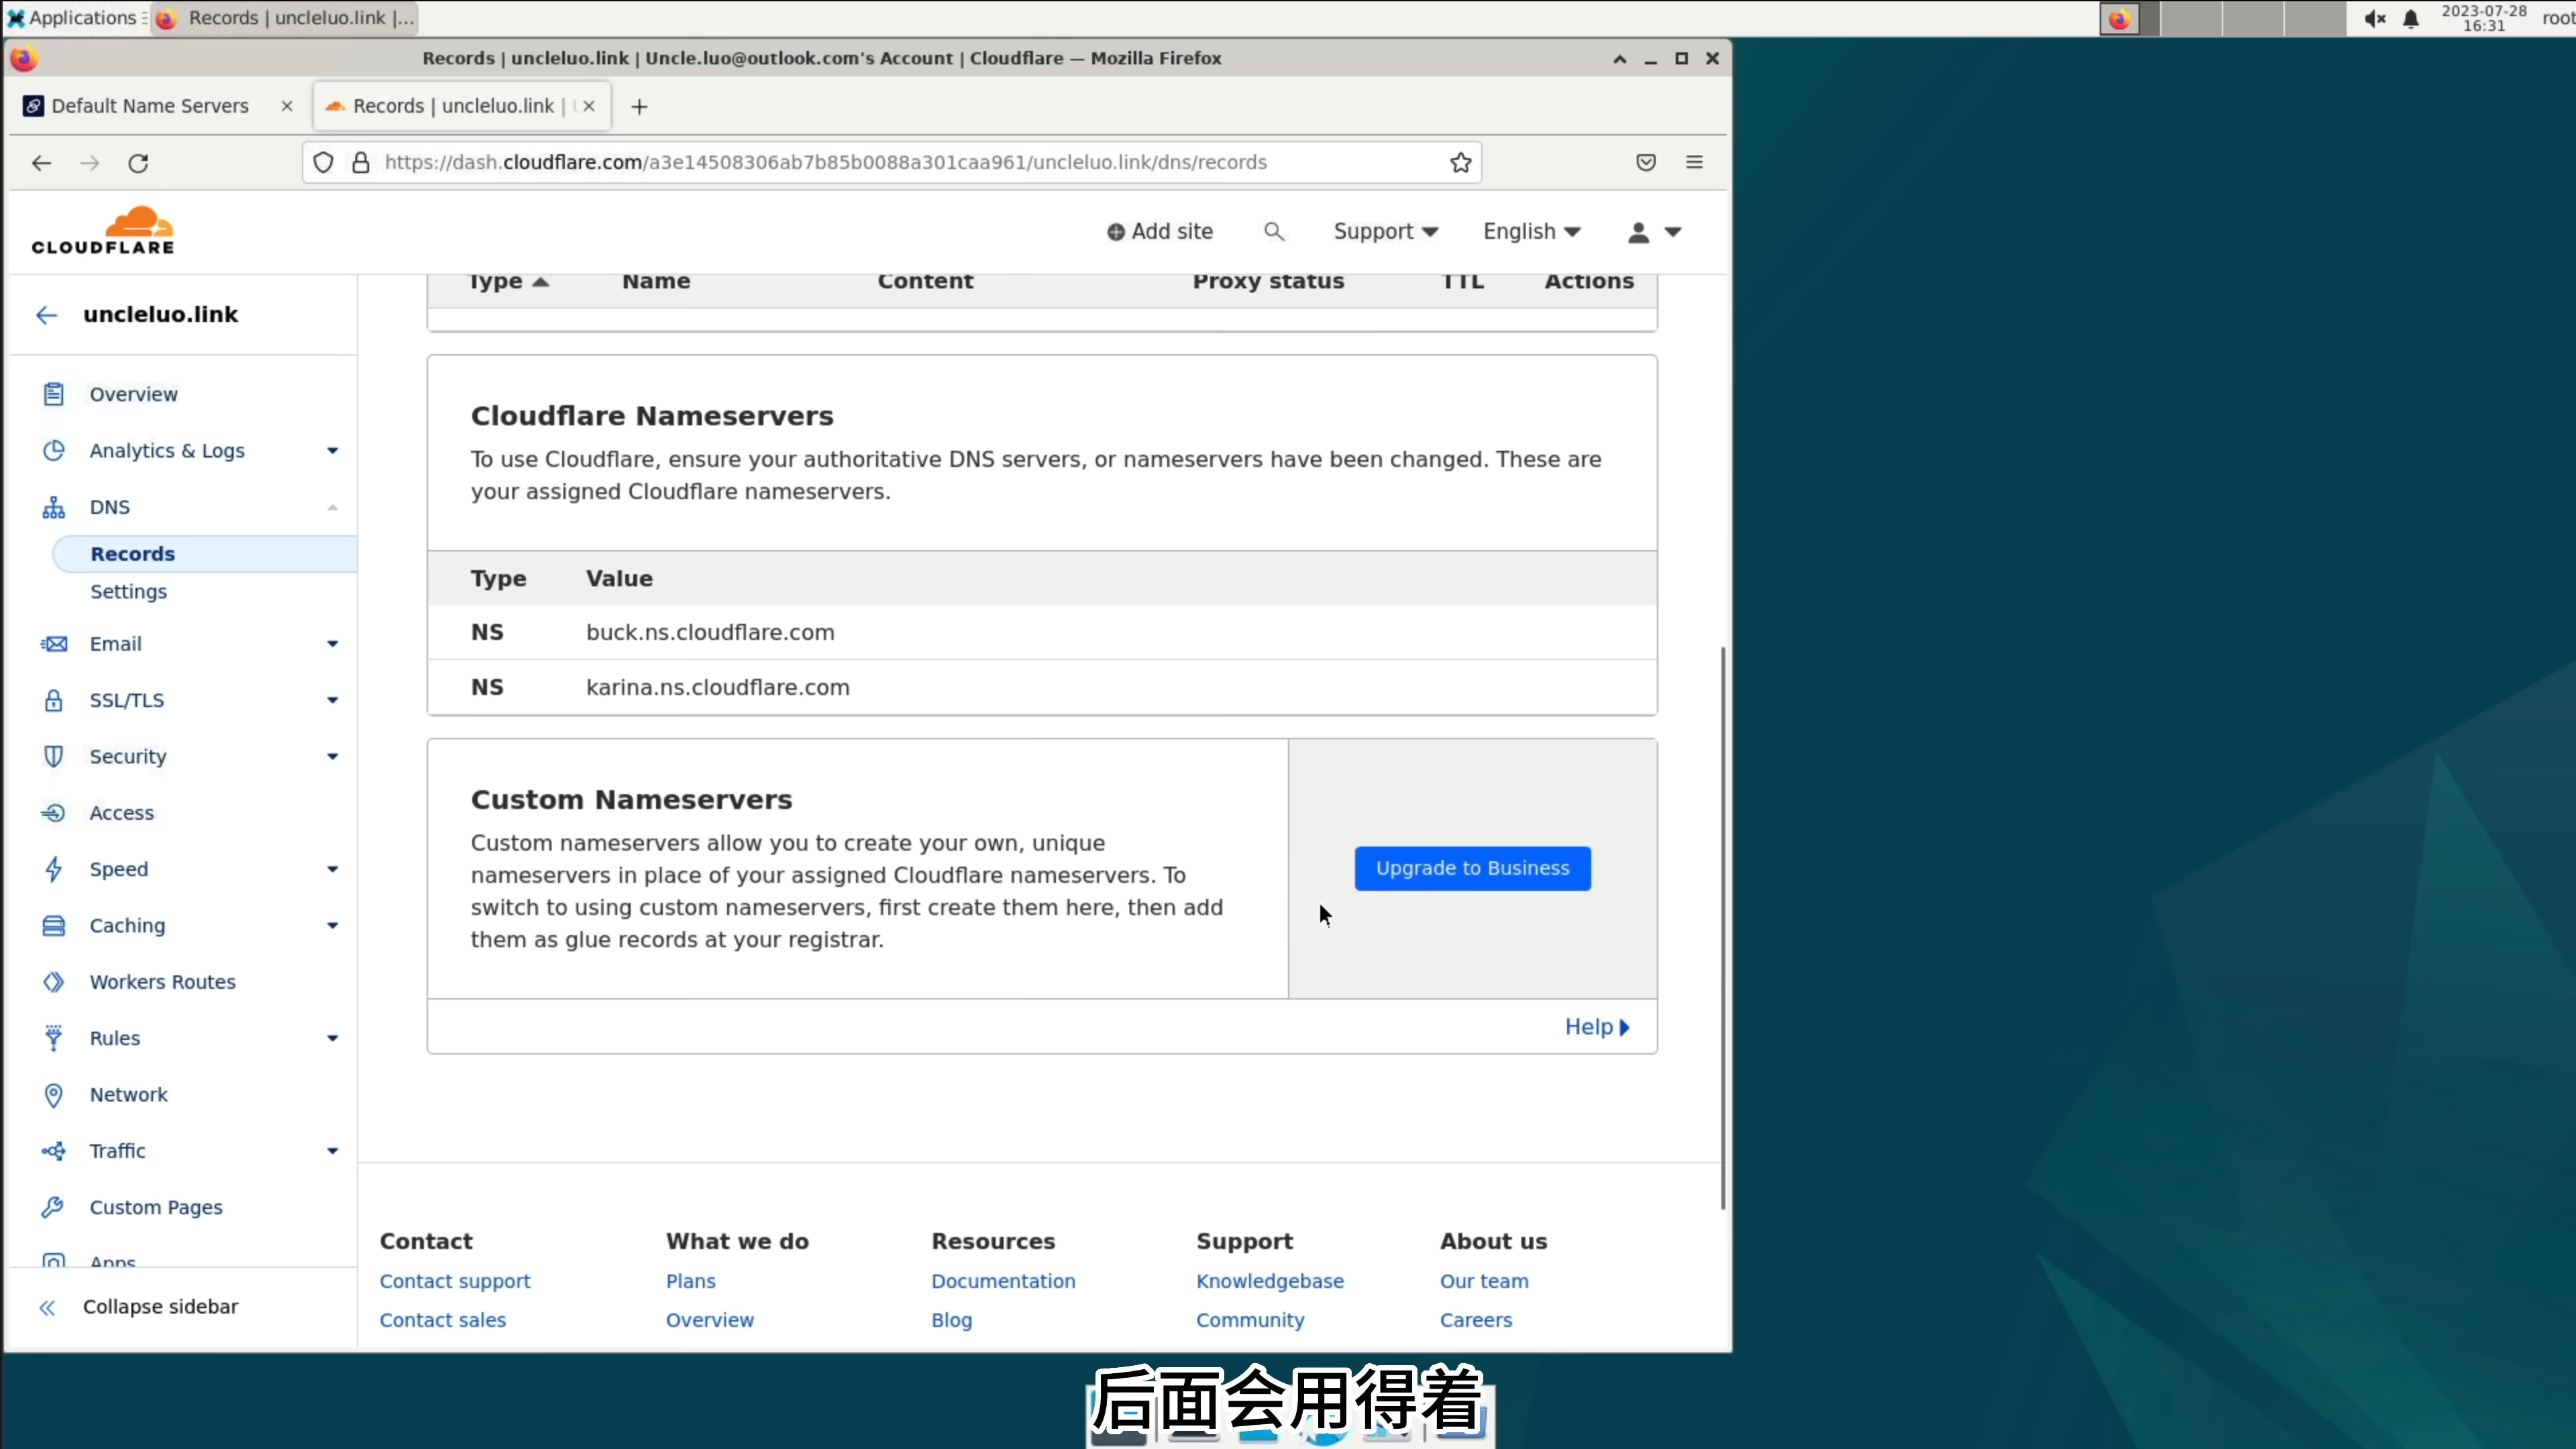 Applications
Records | uncleluo.link |...
2023-07-28
16:31
root
Records | uncleluo.link | Uncle.luo@outlook.com's Account | Cloudflare — Mozilla Firefox
Default Name Servers
Records | uncleluo.link |
https://dash.cloudflare.com/a3e14508306ab7b85b0088a301caa961/uncleluo.link/dns/records
CLOUDFLARE
Add site
Support
English
uncleluo.link
Overview
Analytics & Logs
DNS
Records
Settings
Email
SSL/TLS
Security
Access
Speed
Caching
Workers Routes
Rules
Network
Traffic
Custom Pages
Apps
Collapse sidebar
Type Name Content Proxy status TTL Actions
Cloudflare Nameservers
To use Cloudflare, ensure your authoritative DNS servers, or nameservers have been changed. These are
your assigned Cloudflare nameservers.
Type Value
NS buck.ns.cloudflare.com
NS karina.ns.cloudflare.com
Custom Nameservers
Custom nameservers allow you to create your own, unique
nameservers in place of your assigned Cloudflare nameservers. To
switch to using custom nameservers, first create them here, then add
them as glue records at your registrar.
Upgrade to Business
Help
Contact What we do Resources Support About us
Contact support Plans Documentation Knowledgebase Our team
Contact sales Overview Blog Community Careers
后面会用得着